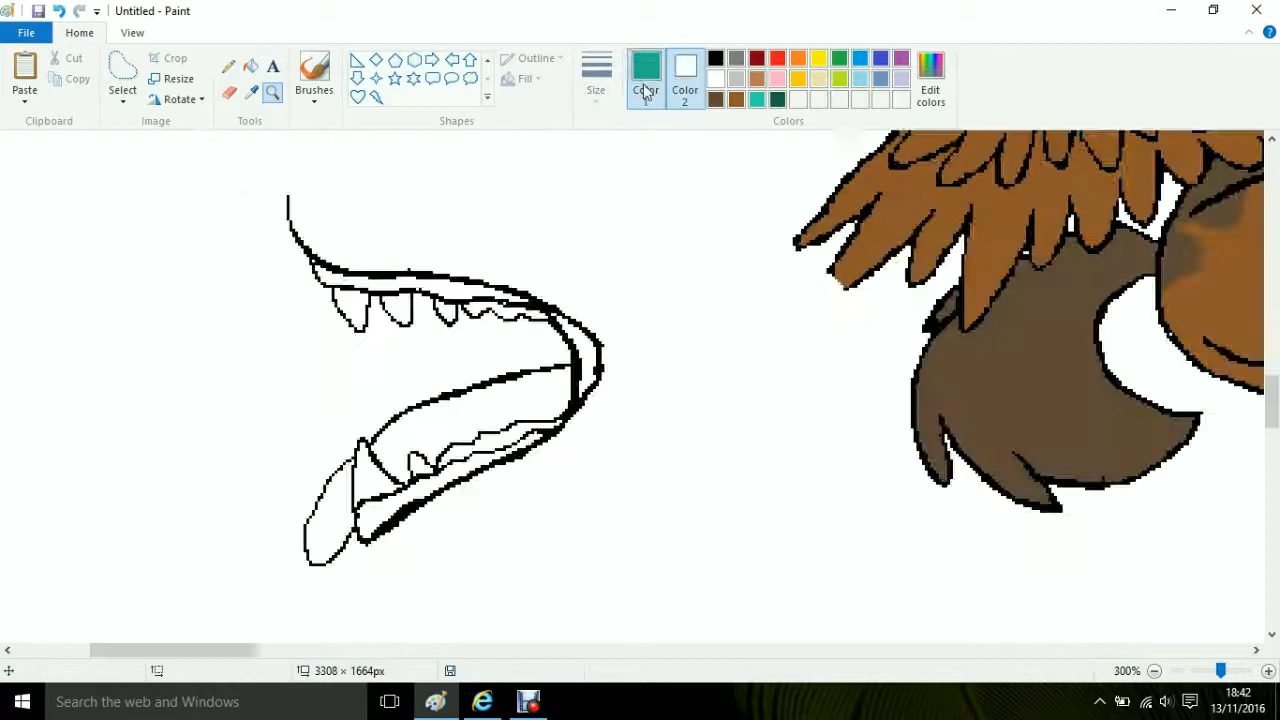 Untitled - Paint
File
Home
View
Paste
Cut
Copy
Clipboard
Select
Crop
Resize
Rotate
Image
A
Tools
Brushes
Shapes
Outline
Fill
Size
Color
1
Color
2
Edit
colors
Colors
3308 × 1664px
300%
Search the web and Windows
18:42
13/11/2016